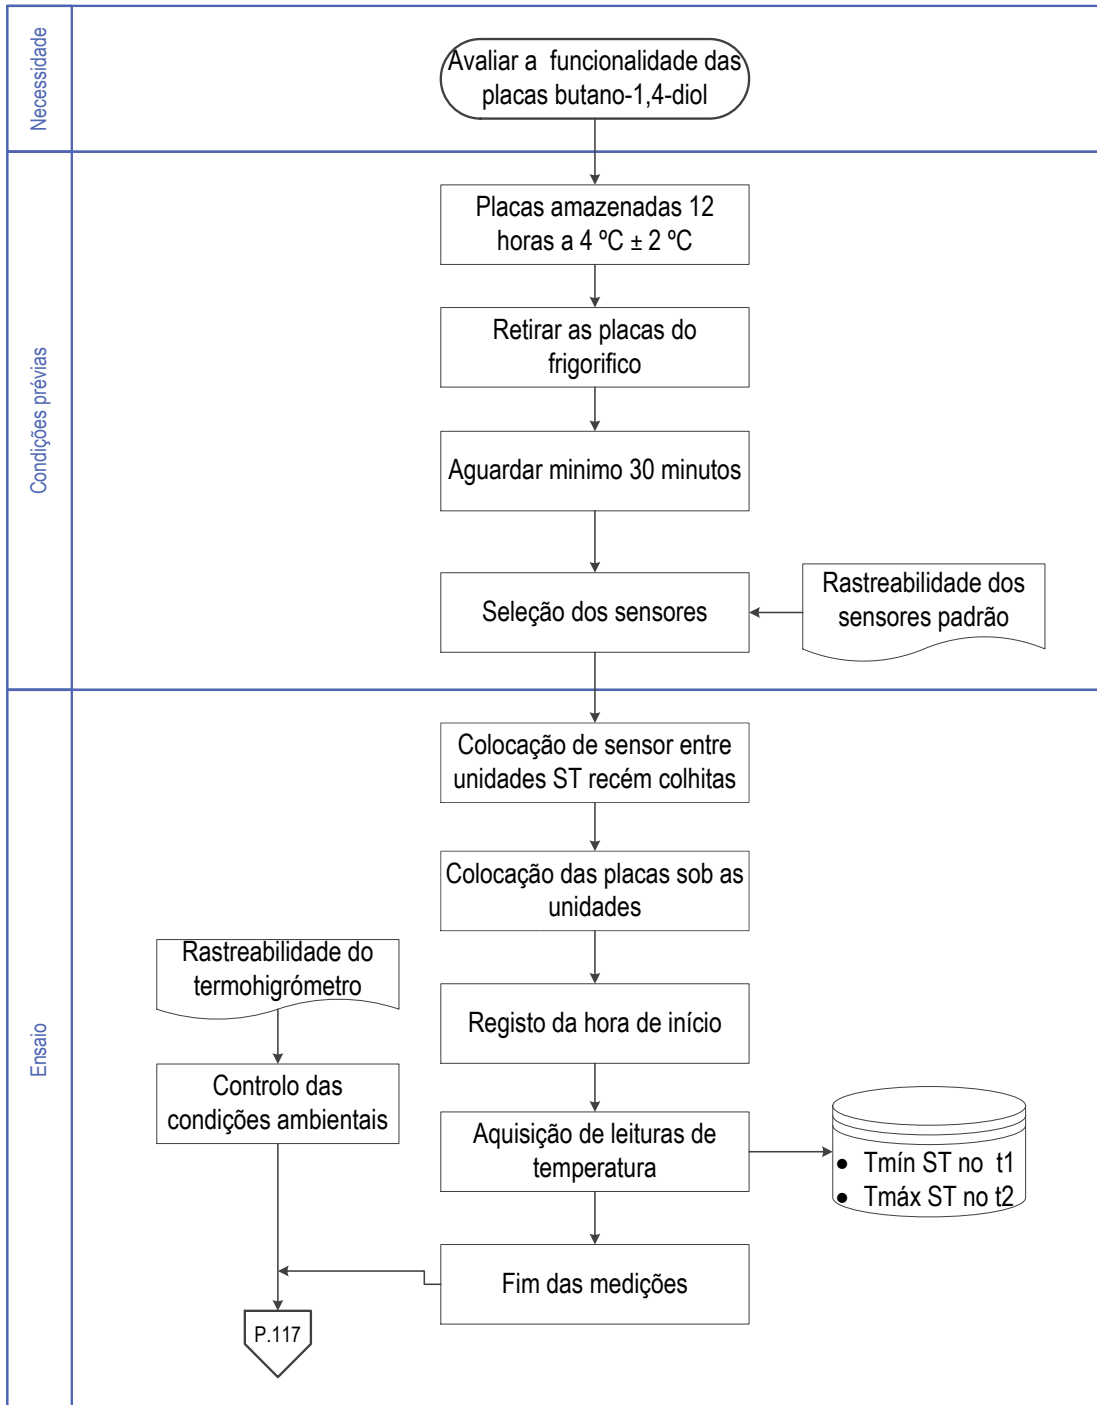 Necessidade
Avaliar a funcionalidade das
placas butano-1,4-diol
Condições prévias
Placas amazenadas 12
horas a 4 ºC ± 2 ºC
Retirar as placas do
frigorifico
Aguardar minimo 30 minutos
Seleção dos sensores
Rastreabilidade dos
sensores padrão
Ensaio
Colocação de sensor entre
unidades ST recém colhitas
Colocação das placas sob as
unidades
Rastreabilidade do
termohigrómetro
Registo da hora de início
Controlo das
condições ambientais
Aquisição de leituras de
temperatura
● Tmín ST no t1
● Tmáx ST no t2
Fim das medições
P.117